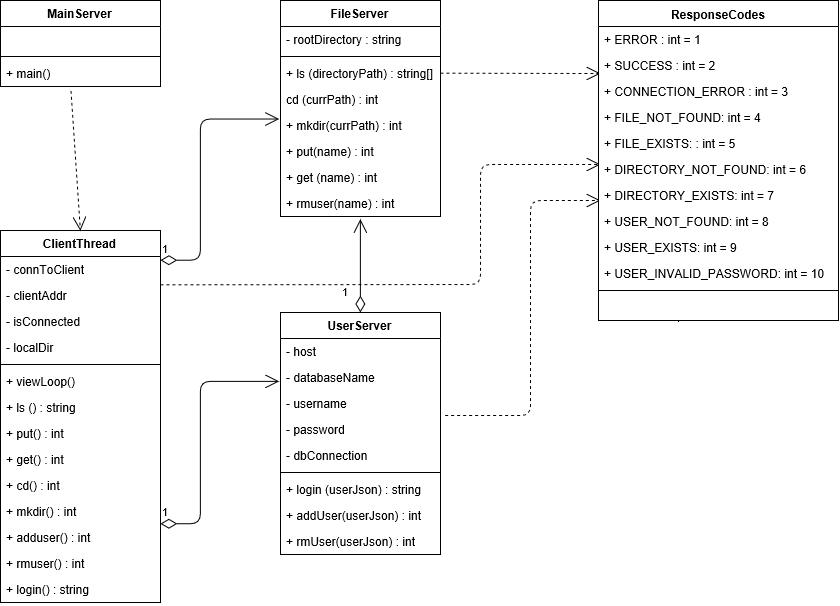 MainServer
+ main()
FileServer
- rootDirectory : string
+ ls (directoryPath) : string[]
cd (currPath) : int
+ mkdir(currPath) : int
+ put(name) : int
+ get (name) : int
+ rmuser(name) : int
ResponseCodes
+ ERROR : int = 1
+ SUCCESS : int = 2
+ CONNECTION_ERROR : int = 3
+ FILE_NOT_FOUND: int = 4
+ FILE_EXISTS: : int = 5
+ DIRECTORY_NOT_FOUND: int = 6
+ DIRECTORY_EXISTS: int = 7
+ USER_NOT_FOUND: int = 8
+ USER_EXISTS: int = 9
+ USER_INVALID_PASSWORD: int = 10
ClientThread
- connToClient
- clientAddr
- isConnected
- localDir
+ viewLoop()
+ ls () : string
+ put() : int
+ get() : int
+ cd() : int
+ mkdir() : int
+ adduser() : int
+ rmuser() : int
+ login() : string
1
1
1
UserServer
- host
- databaseName
- username
- password
- dbConnection
+ login (userJson) : string
+ addUser(userJson) : int
+ rmUser(userJson) : int